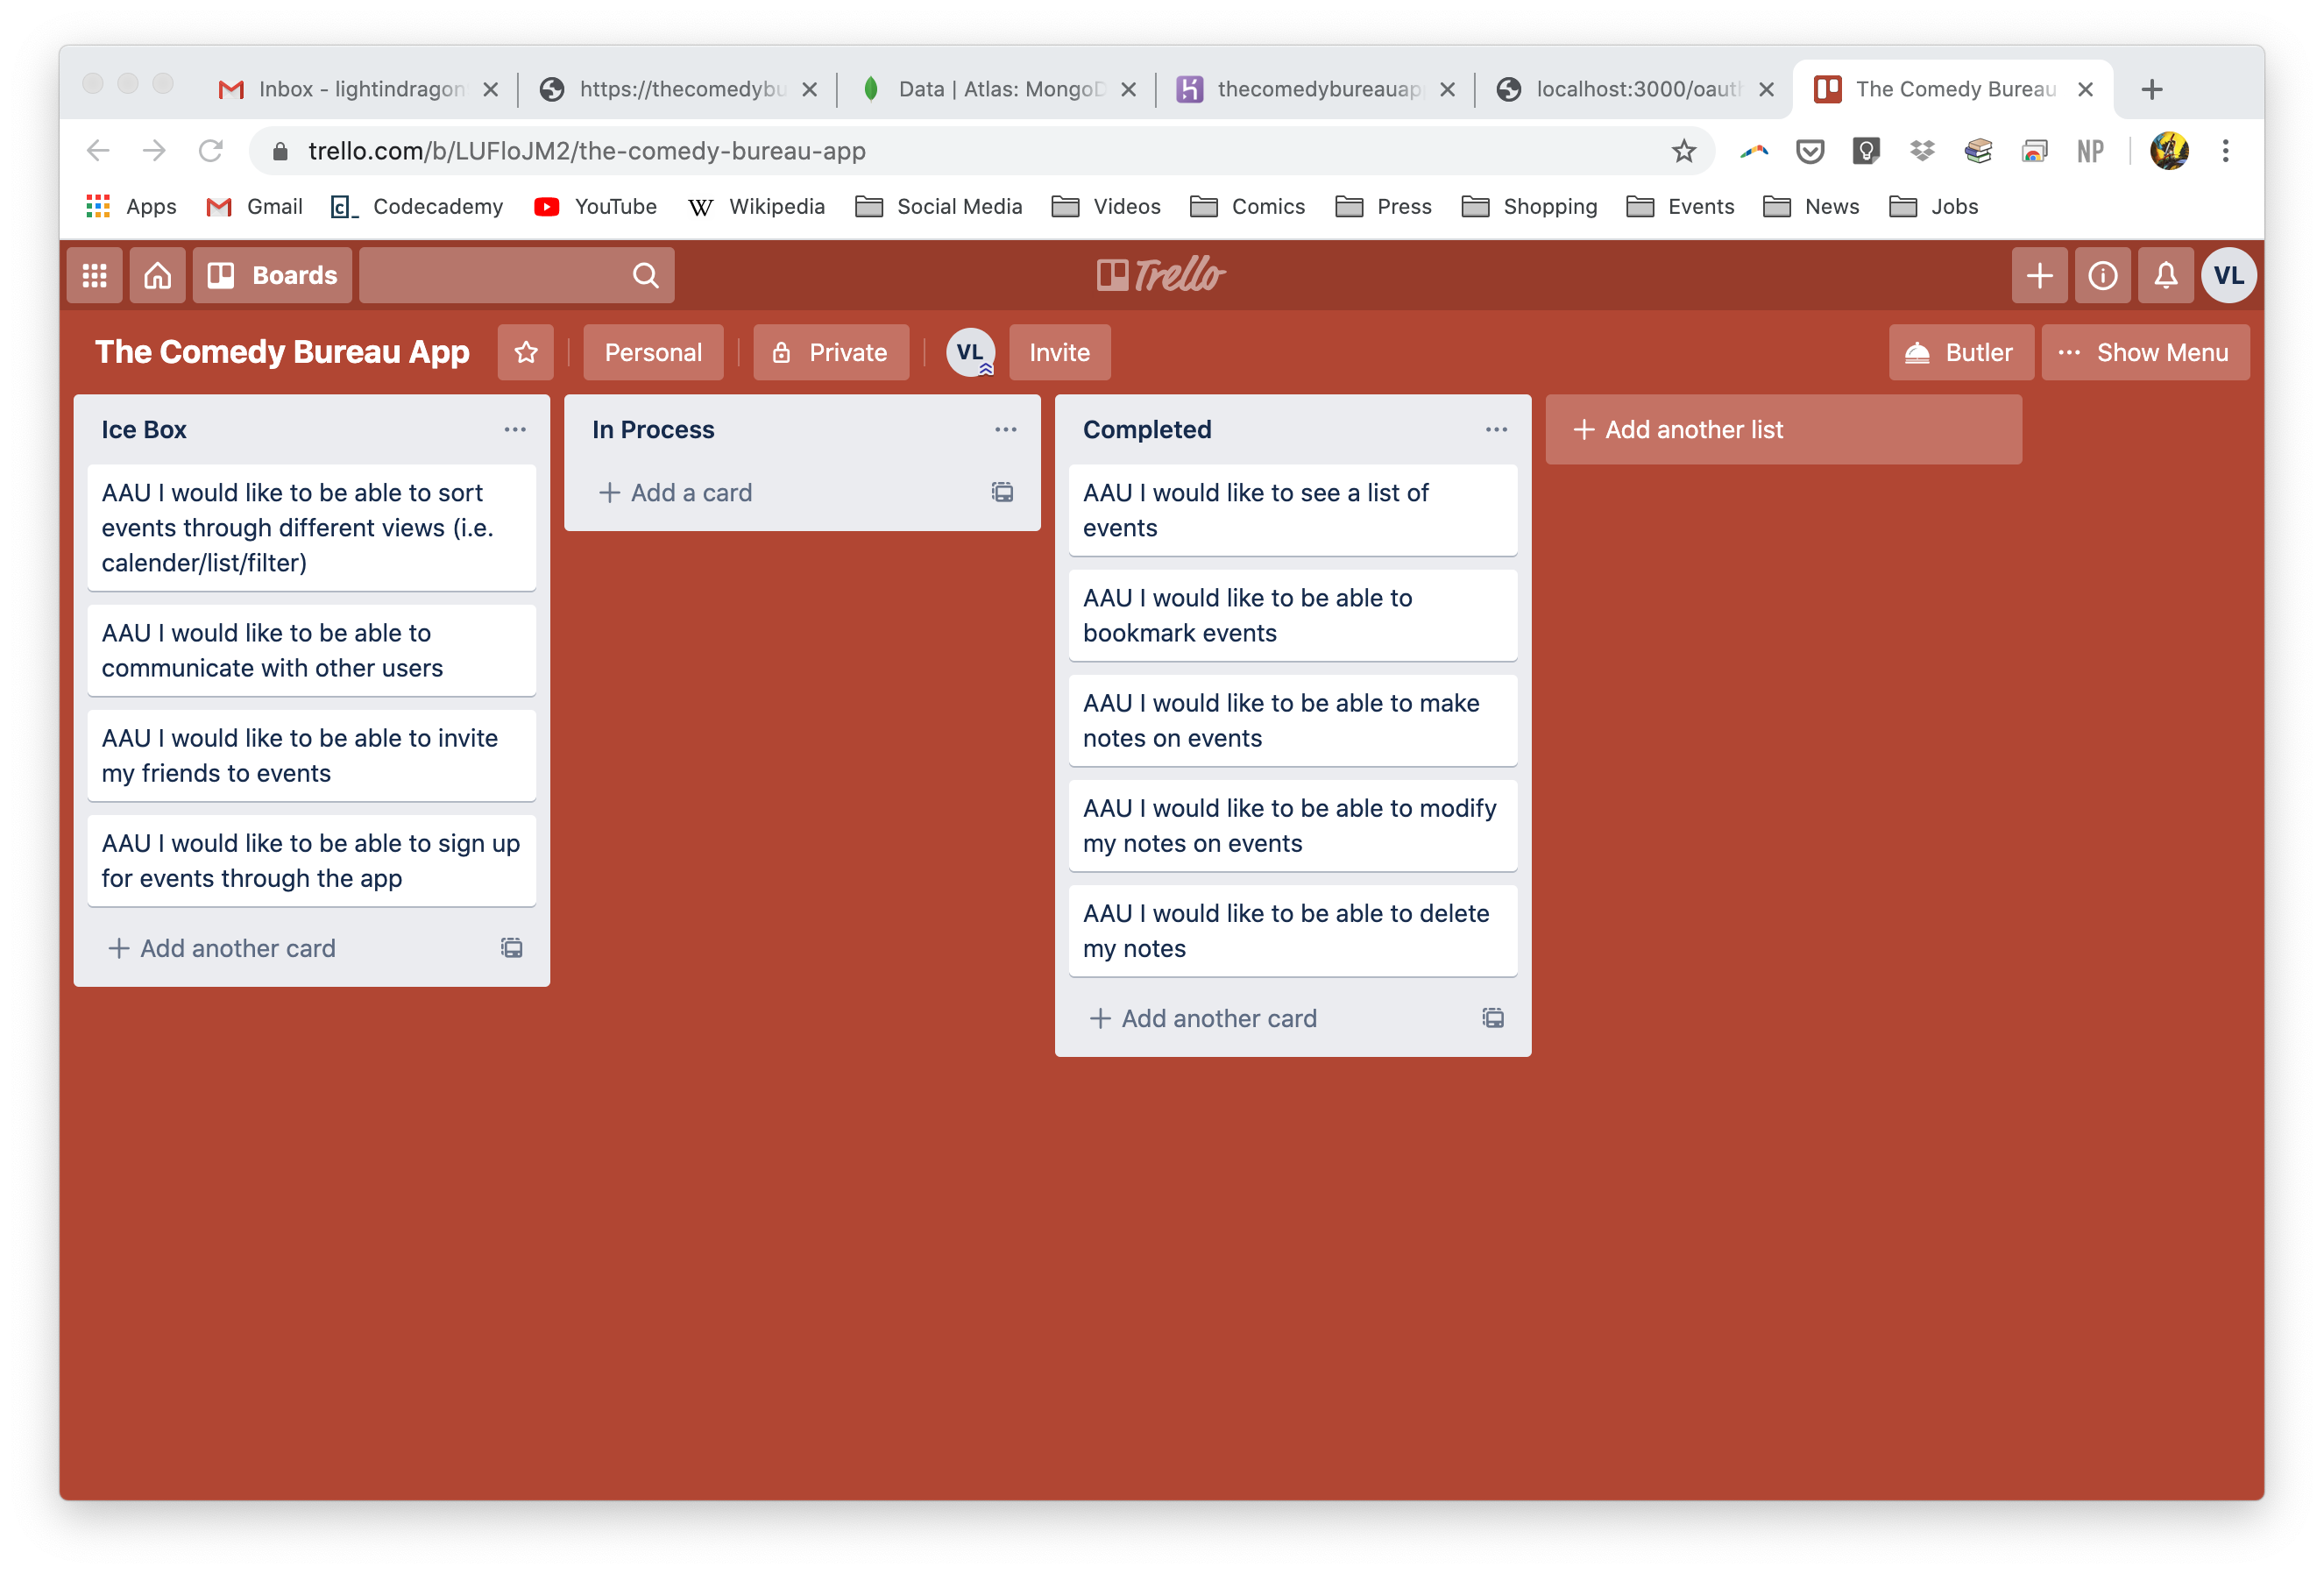 Inbox - lightindragon
https://thecomedybu
Data | Atlas: MongoD
thecomedybureauap
localhost:3000/oaut
The Comedy Bureau
trello.com/b/LUFloJM2/the-comedy-bureau-app
NP
Apps
Gmail
Codecademy
YouTube
W Wikipedia
Social Media
Videos
Comics
Press
Shopping
Events
News
Jobs
Boards
Trello
VL
The Comedy Bureau App
Personal
Private
VL
Invite
Butler
Show Menu
Ice Box
AAU I would like to be able to sort
events through different views (i.e.
calender/list/filter)
AAU I would like to be able to
communicate with other users
AAU I would like to be able to invite
my friends to events
AAU I would like to be able to sign up
for events through the app
+ Add another card
In Process
+ Add a card
Completed
AAU I would like to see a list of
events
AAU I would like to be able to
bookmark events
AAU I would like to be able to make
notes on events
AAU I would like to be able to modify
my notes on events
AAU I would like to be able to delete
my notes
+ Add another card
+ Add another list